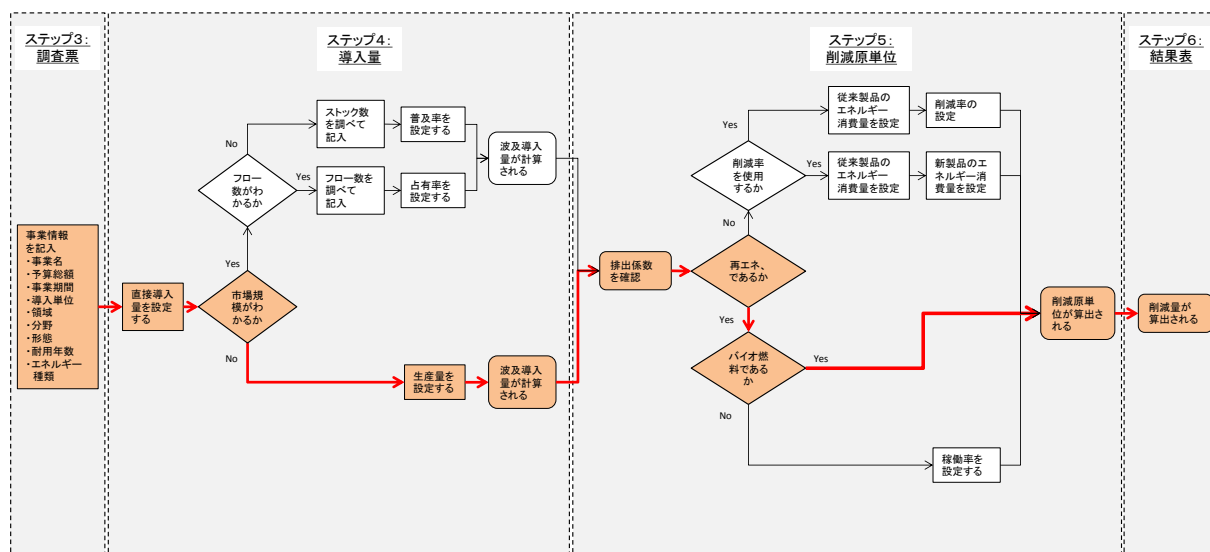 ステップ3:
調査票
事業情報
を記入
・事業名
・予算総額
・事業期間
・導入単位
・領域
・分野
・形態
・耐用年数
・エネルギー
種類
ステップ4:
導入量
直接導入
量を設定
する
市場規
模がわ
かるか
Yes
No
フロー
数がわ
かるか
No
Yes
ストック数
を調べて
記入
普及率を
設定する
フロー数を
調べて
記入
占有率を
設定する
波及導入
量が計算
される
生産量を
設定する
波及導入
量が計算
される
ステップ5:
削減原単位
排出係数
を確認
再エネ、
であるか
No
Yes
削減率
を使用
するか
Yes
Yes
従来製品の
エネルギー
消費量を設定
削減率の
設定
従来製品の
エネルギー
消費量を設定
新製品のエ
ネルギー消
費量を設定
バイオ燃
料である
か
Yes
No
稼働率を
設定する
削減原単
位が算出さ
れる
ステップ6:
結果表
削減量が
算出される